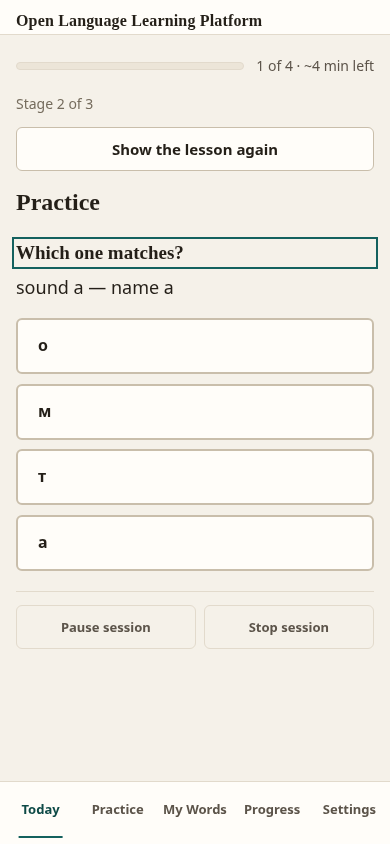 Open Language Learning Platform
1 of 4 · ~4 min left
Stage 2 of 3
Show the lesson again
Practice
Which one matches?
sound a — name a
о
м
т
а
Pause session
Stop session
Today
Practice
My Words
Progress
Settings